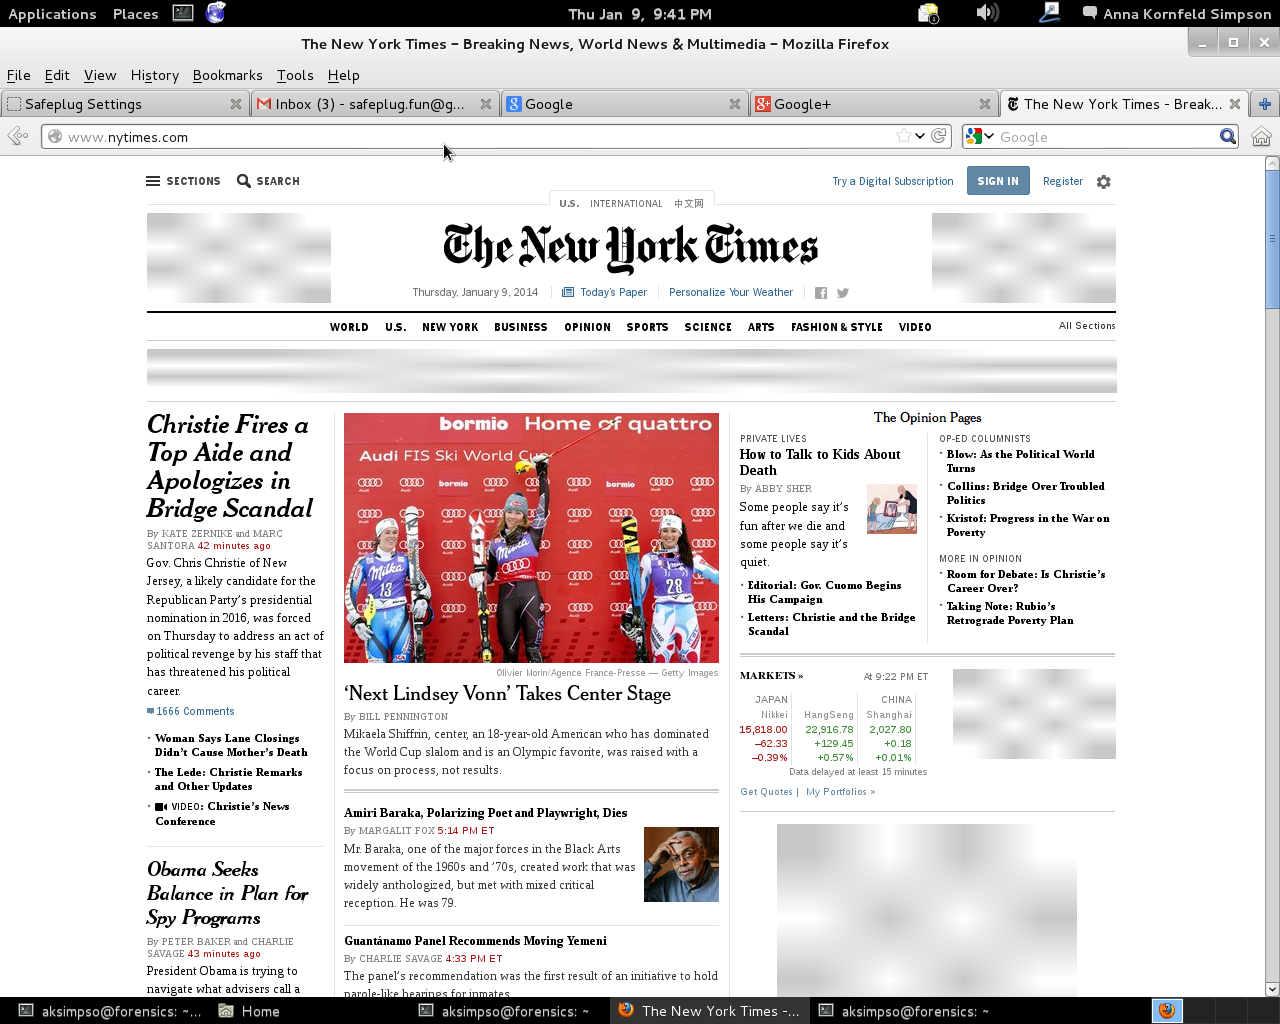 Applications Places Thu Jan 9, 9:41 PM Anna Kornfeld Simpson
The New York Times - Breaking News, World News & Multimedia - Mozilla Firefox
File Edit View History Bookmarks Tools Help
Safeplug Settings Inbox (3) - safeplug.fun@g... Google Google+ The New York Times - Break...
www.nytimes.com Google
SECTIONS SEARCH Try a Digital Subscription SIGN IN Register
U.S. INTERNATIONAL 中文网
The New York Times
Thursday, January 9, 2014 Today's Paper Personalize Your Weather
WORLD U.S. NEW YORK BUSINESS OPINION SPORTS SCIENCE ARTS FASHION & STYLE VIDEO All Sections
Christie Fires a
Top Aide and
Apologizes in
Bridge Scandal
By KATE ZERNIKE and MARC
SANTORA 42 minutes ago
Gov. Chris Christie of New
Jersey, a likely candidate for the
Republican Party's presidential
nomination in 2016, was forced
on Thursday to address an act of
political revenge by his staff that
has threatened his political
career.
1666 Comments
· Woman Says Lane Closings
Didn't Cause Mother's Death
· The Lede: Christie Remarks
and Other Updates
· VIDEO: Christie's News
Conference
Obama Seeks
Balance in Plan for
Spy Programs
By PETER BAKER and CHARLIE
SAVAGE 43 minutes ago
President Obama is trying to
navigate what advisers call a
bormio Home of quattro
Audi FIS Ski World Cup
Audi
bormio
Milka
13
Milka
28
Olivier Morin/Agence France-Presse — Getty Images
'Next Lindsey Vonn' Takes Center Stage
By BILL PENNINGTON
Mikaela Shiffrin, center, an 18-year-old American who has dominated
the World Cup slalom and is an Olympic favorite, was raised with a
focus on process, not results.
Amiri Baraka, Polarizing Poet and Playwright, Dies
By MARGALIT FOX 5:14 PM ET
Mr. Baraka, one of the major forces in the Black Arts
movement of the 1960s and '70s, created work that was
widely anthologized, but met with mixed critical
reception. He was 79.
Guantánamo Panel Recommends Moving Yemeni
By CHARLIE SAVAGE 4:33 PM ET
The panel's recommendation was the first result of an initiative to hold
parole-like hearings for inmates.
The Opinion Pages
PRIVATE LIVES
How to Talk to Kids About
Death
By ABBY SHER
Some people say it's
fun after we die and
some people say it's
quiet.
· Editorial: Gov. Cuomo Begins
His Campaign
· Letters: Christie and the Bridge
Scandal
OP-ED COLUMNISTS
· Blow: As the Political World
Turns
· Collins: Bridge Over Troubled
Politics
· Kristof: Progress in the War on
Poverty
MORE IN OPINION
· Room for Debate: Is Christie's
Career Over?
· Taking Note: Rubio's
Retrograde Poverty Plan
MARKETS » At 9:22 PM ET
JAPAN CHINA
Nikkei HangSeng Shanghai
15,818.00 22,916.78 2,027.80
−62.33 +129.45 +0.18
−0.39% +0.57% +0.01%
Data delayed at least 15 minutes
Get Quotes | My Portfolios »
aksimpso@forensics: ~... Home aksimpso@forensics: ~ The New York Times -... aksimpso@forensics: ~